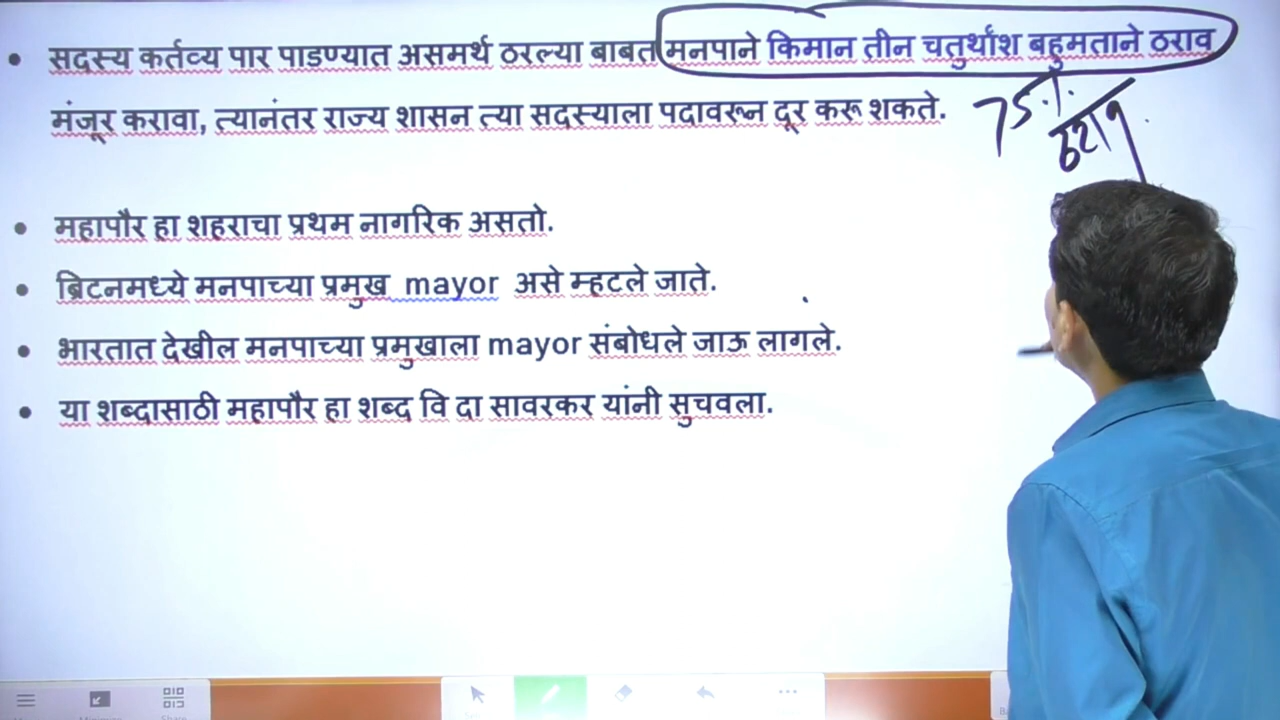 सदस्य कर्तव्य पार पाडण्यात असमर्थ ठरल्या बाबत मनपाने किमान तीन चतुर्थांश बहुमताने ठराव
मंजूर करावा, त्यानंतर राज्य शासन त्या सदस्याला पदावरून दूर करू शकते.
75%
ठराव
महापौर हा शहराचा प्रथम नागरिक असतो.
ब्रिटनमध्ये मनपाच्या प्रमुख mayor असे म्हटले जाते.
भारतात देखील मनपाच्या प्रमुखाला mayor संबोधले जाऊ लागले.
या शब्दासाठी महापौर हा शब्द वि दा सावरकर यांनी सुचवला.